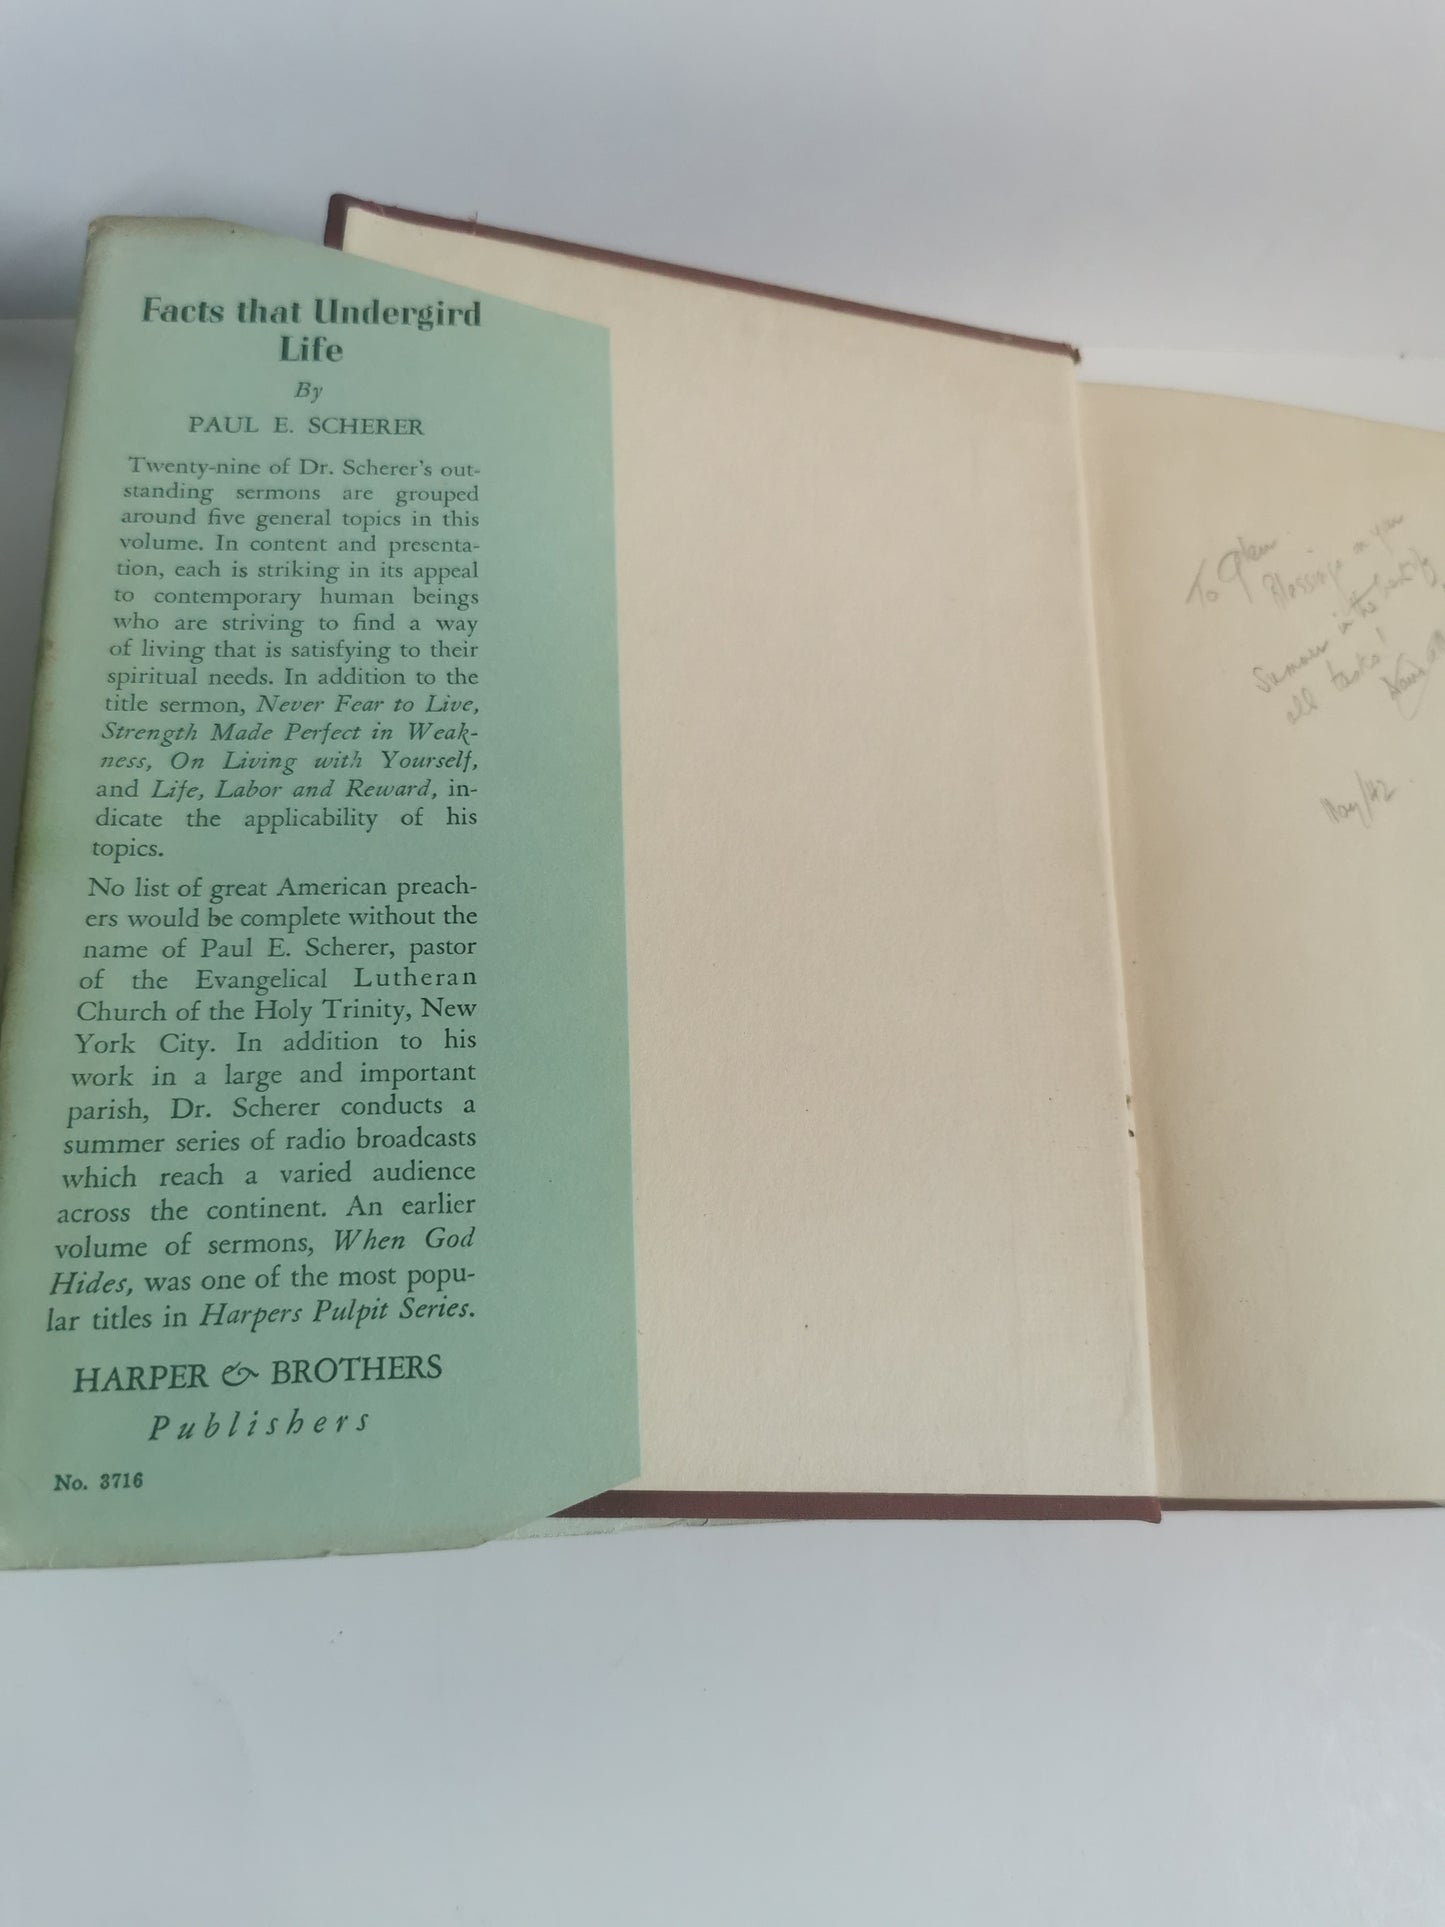 Facts that Undergird
Life
By
PAUL E. SCHERER
Twenty-nine of Dr. Scherer's out-
standing sermons are grouped
around five general topics in this
volume. In content and presenta-
tion, each is striking in its appeal
to contemporary human beings
who are striving to find a way
of living that is satisfying to their
spiritual needs. In addition to the
title sermon, Never Fear to Live,
Strength Made Perfect in Weak-
ness, On Living with Yourself,
and Life, Labor and Reward, in-
dicate the applicability of his
topics.
No list of great American preach-
ers would be complete without the
name of Paul E. Scherer, pastor
of the Evangelical Lutheran
Church of the Holy Trinity, New
York City. In addition to his
work in a large and important
parish, Dr. Scherer conducts a
summer series of radio broadcasts
which reach a varied audience
across the continent. An earlier
volume of sermons, When God
Hides, was one of the most popu-
lar titles in Harpers Pulpit Series.
HARPER & BROTHERS
Publishers
No. 3716
To
Blessings on your
Summer in the best of
all tasks!
May/42